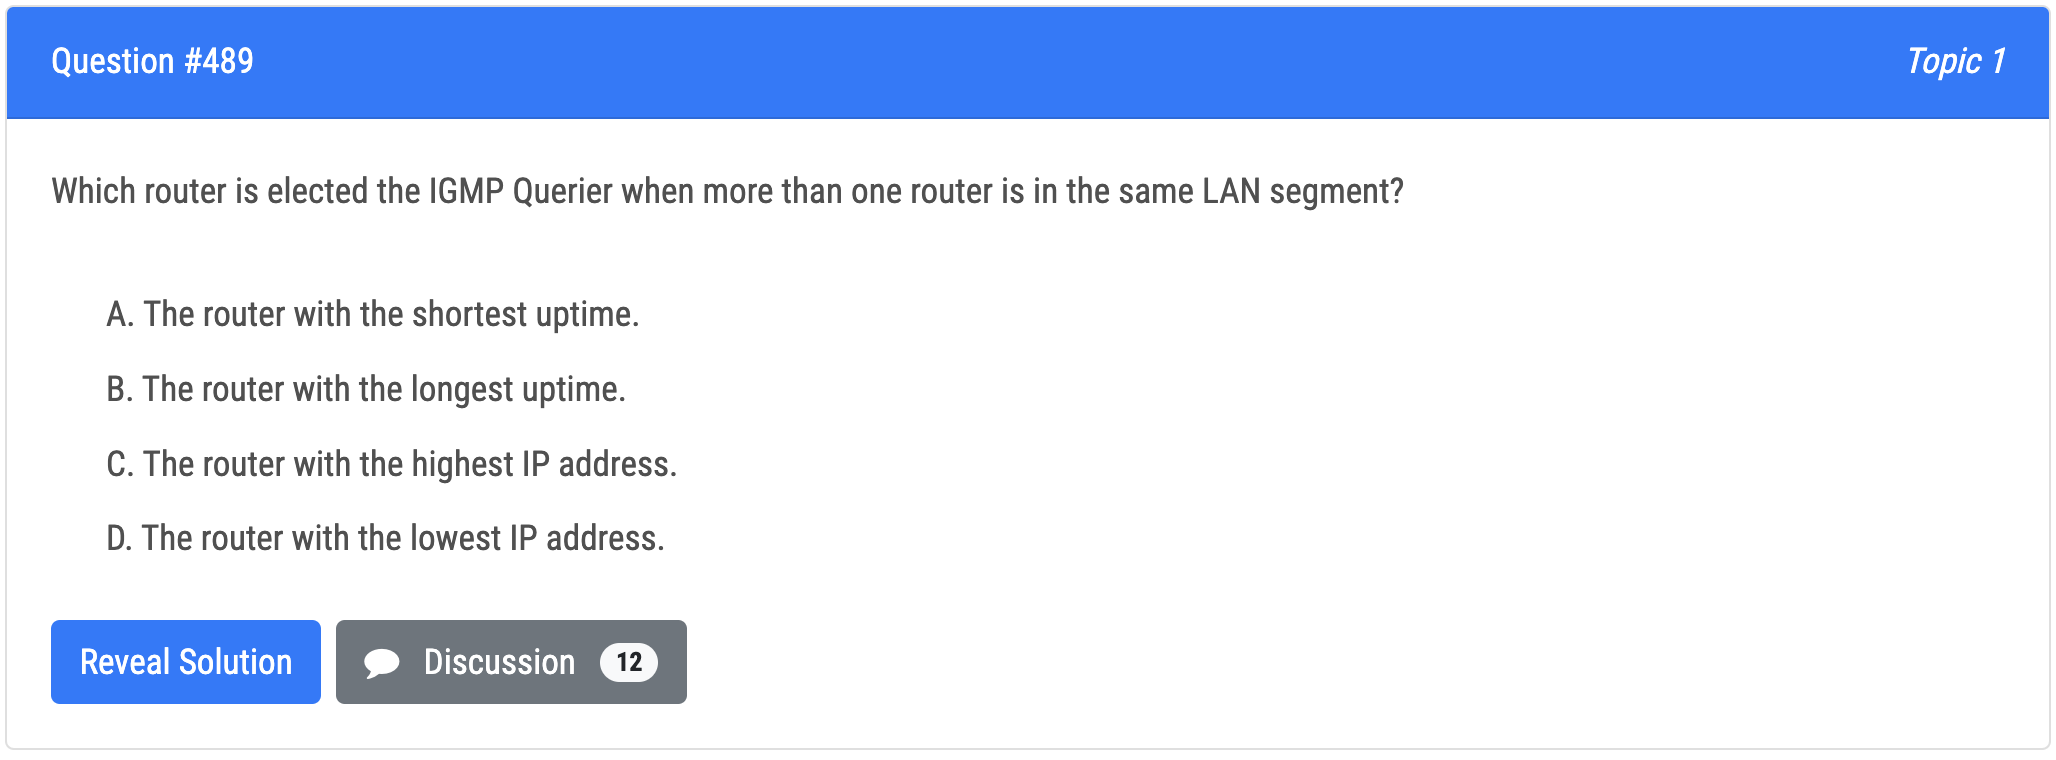 Question #489
Topic 1
Which router is elected the IGMP Querier when more than one router is in the same LAN segment?
A. The router with the shortest uptime.
B. The router with the longest uptime.
C. The router with the highest IP address.
D. The router with the lowest IP address.
Reveal Solution
Discussion 12